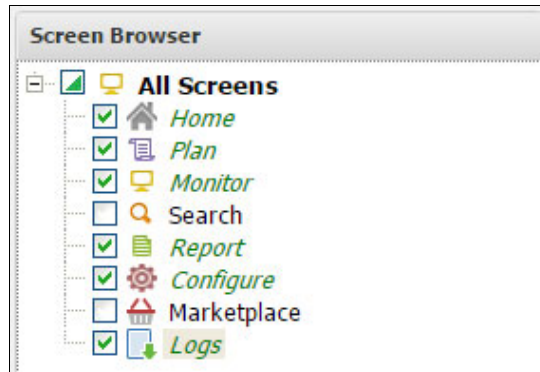 Screen Browser
All Screens
Home
Plan
Monitor
Search
Report
Configure
Marketplace
Logs